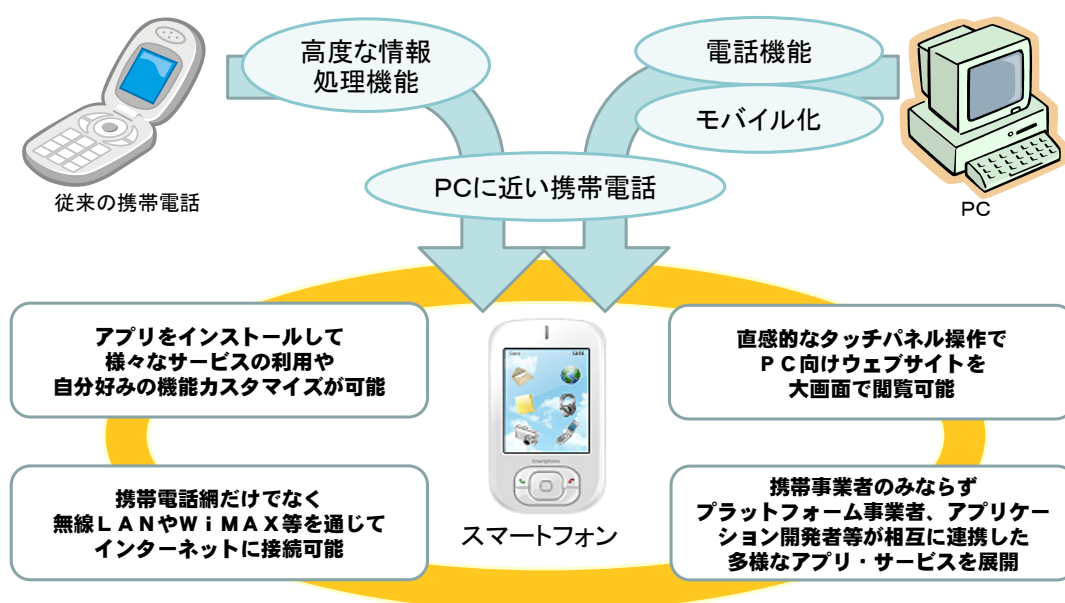 高度な情報
処理機能
電話機能
モバイル化
PCに近い携帯電話
従来の携帯電話
PC
アプリをインストールして
様々なサービスの利用や
自分好みの機能カスタマイズが可能
直感的なタッチパネル操作で
ＰＣ向けウェブサイトを
大画面で閲覧可能
携帯電話網だけでなく
無線ＬＡＮやＷｉＭＡＸ等を通じて
インターネットに接続可能
Smartphone
スマートフォン
携帯事業者のみならず
プラットフォーム事業者、アプリケー
ション開発者等が相互に連携した
多様なアプリ・サービスを展開